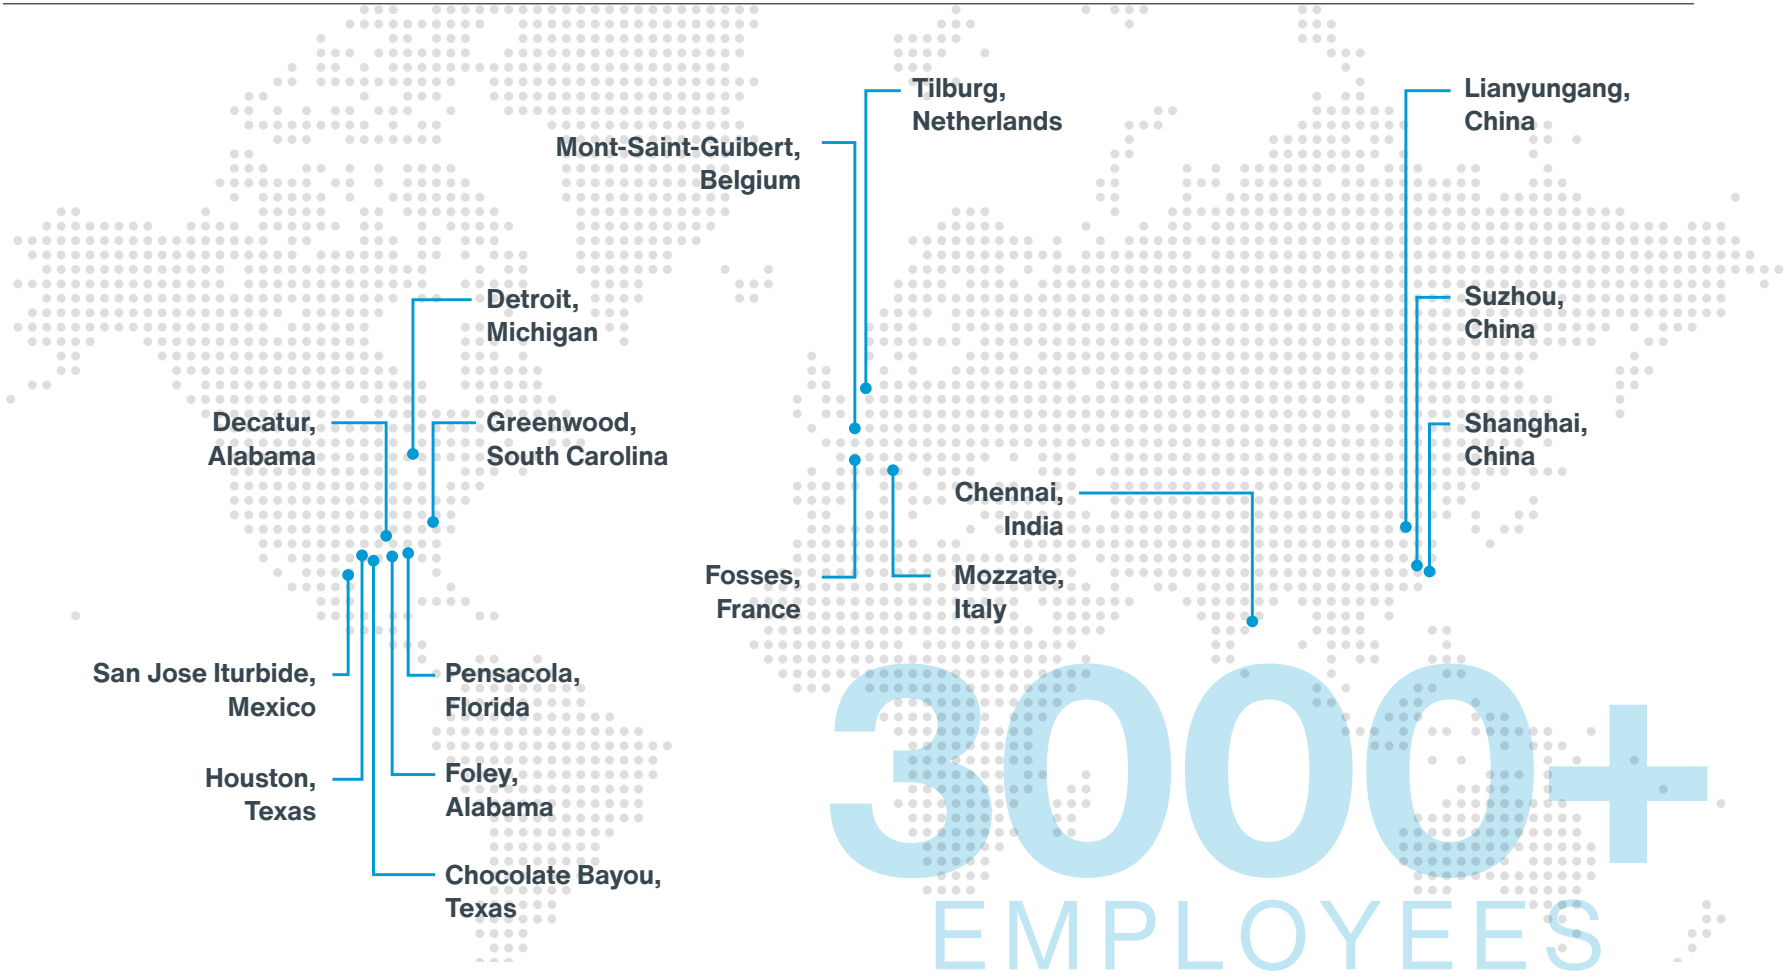 Tilburg,
Netherlands
Lianyungang,
China
Mont-Saint-Guibert,
Belgium
Detroit,
Michigan
Suzhou,
China
Decatur,
Alabama
Greenwood,
South Carolina
Shanghai,
China
Chennai,
India
Fosses,
France
Mozzate,
Italy
San Jose Iturbide,
Mexico
Pensacola,
Florida
Houston,
Texas
Foley,
Alabama
Chocolate Bayou,
Texas
3000+
EMPLOYEES